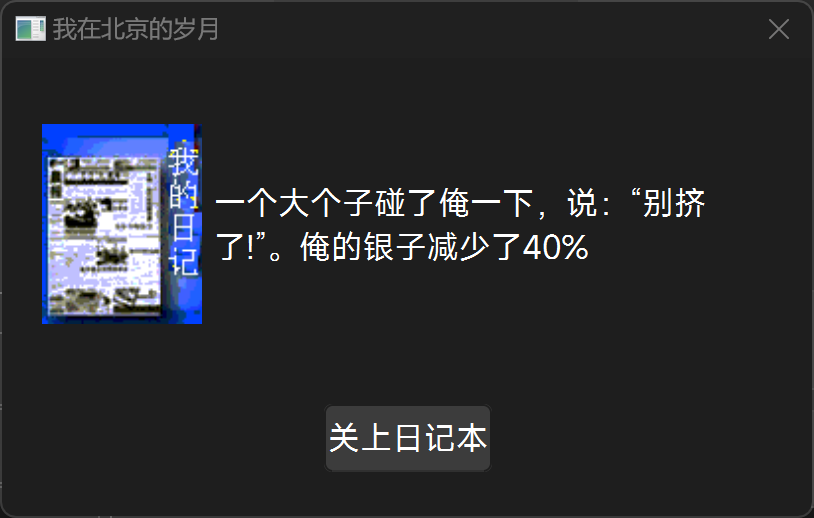 我在北京的岁月
我的日记
一个大个子碰了俺一下，说：“别挤
了!”。俺的银子减少了40%
关上日记本